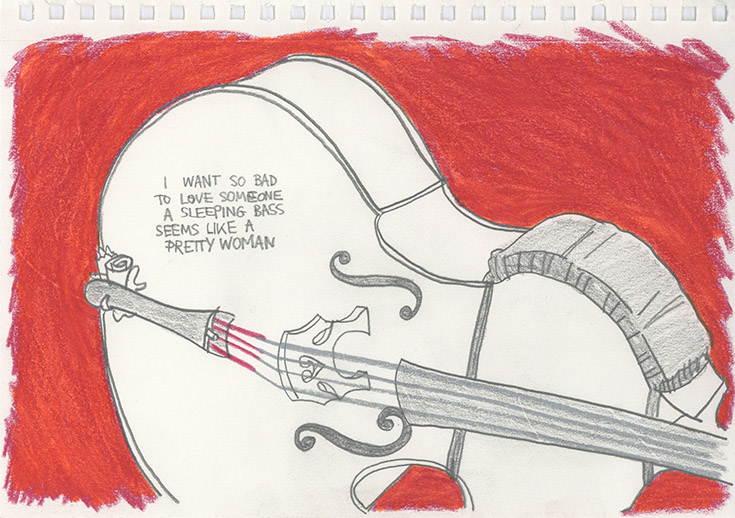 I WANT SO BAD
TO LOVE SOMEONE
A SLEEPING BASS
SEEMS LIKE A
PRETTY WOMAN